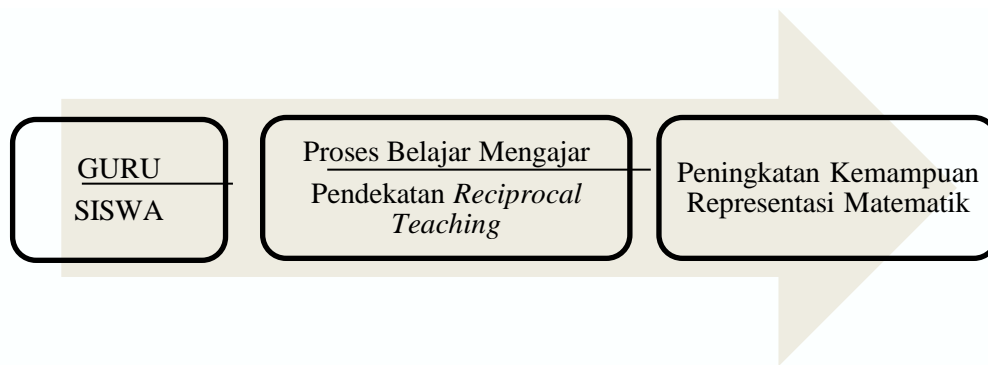 GURU
SISWA
Proses Belajar Mengajar
Pendekatan Reciprocal
Teaching
Peningkatan Kemampuan
Representasi Matematik